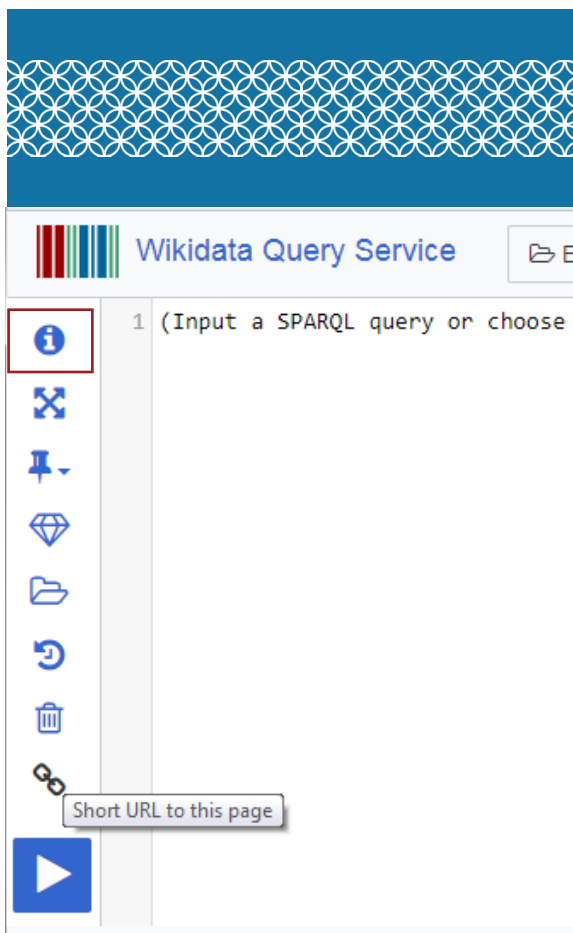 Wikidata Query Service
E
1 (Input a SPARQL query or choose
Short URL to this page